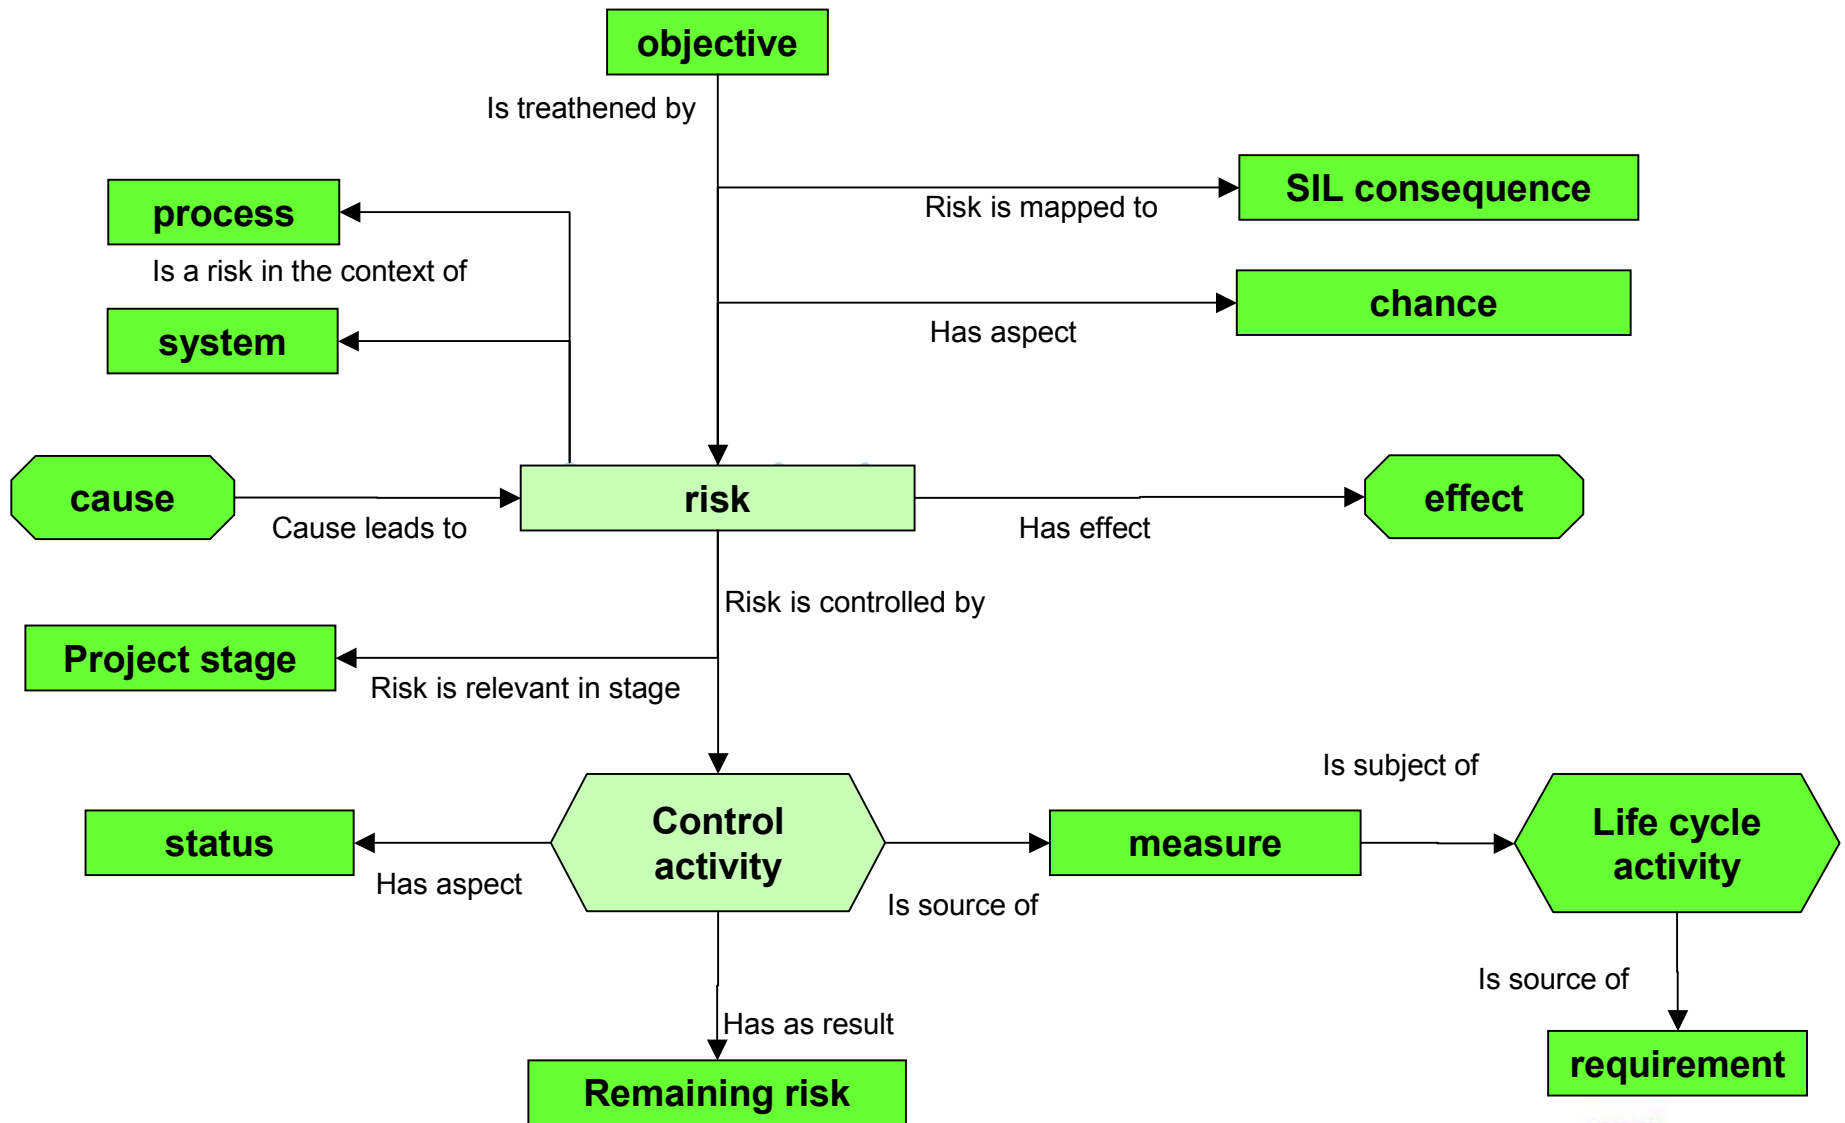 objective
Is treathened by
SIL consequence
process
Risk is mapped to
Is a risk in the context of
chance
system
Has aspect
cause
risk
effect
Cause leads to
Has effect
Risk is controlled by
Project stage
Risk is relevant in stage
Is subject of
Control
activity
status
measure
Life cycle
activity
Has aspect
Is source of
Is source of
Has as result
requirement
Remaining risk